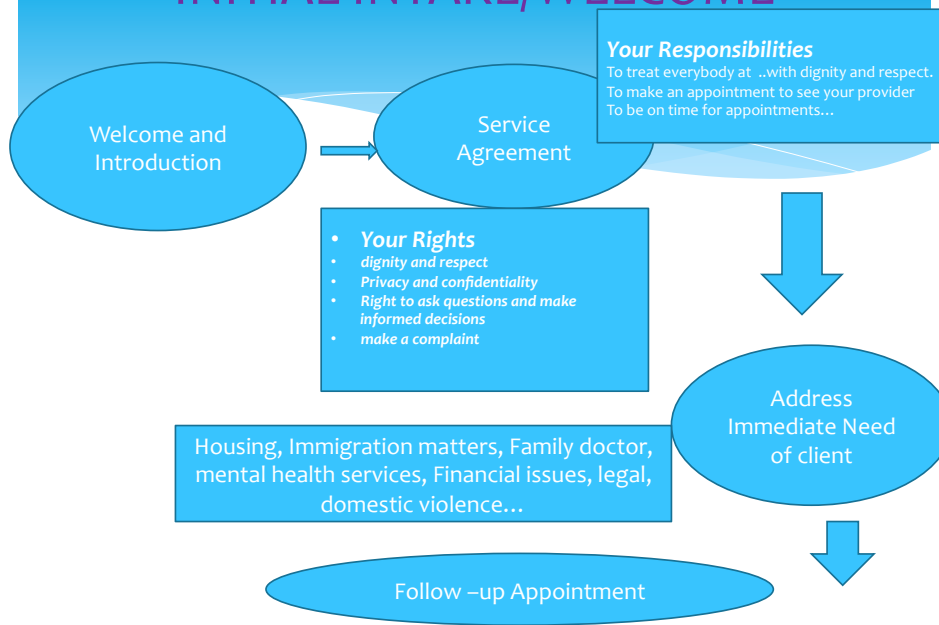 INITIAL INTAKE/WELCOME
Your Responsibilities
To treat everybody at ..with dignity and respect.
To make an appointment to see your provider
To be on time for appointments...
Welcome and
Introduction
Service
Agreement
• Your Rights
• dignity and respect
• Privacy and confidentiality
• Right to ask questions and make
informed decisions
• make a complaint
Address
Immediate Need
of client
Housing, Immigration matters, Family doctor,
mental health services, Financial issues, legal,
domestic violence...
Follow –up Appointment